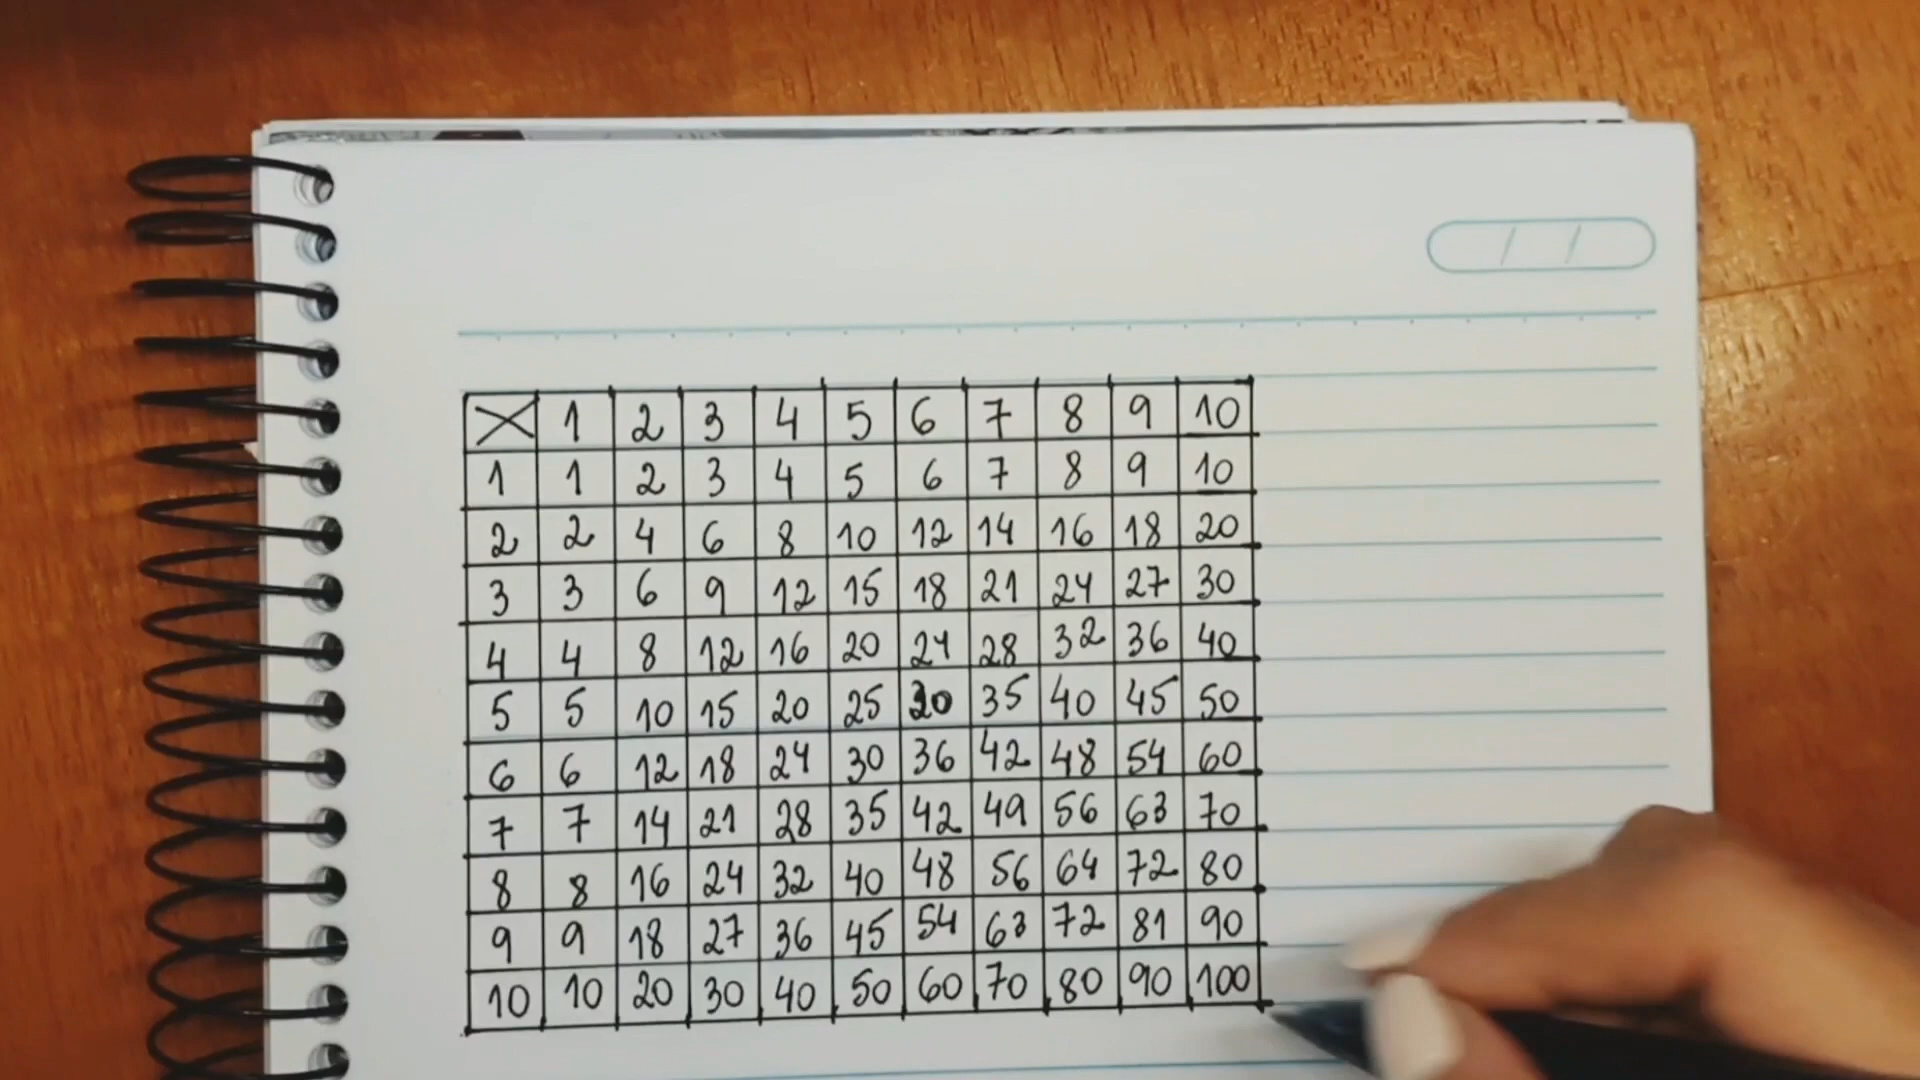 X 1 2 3 4 5 6 7 8 9 10
1 1 2 3 4 5 6 7 8 9 10
2 2 4 6 8 10 12 14 16 18 20
3 3 6 9 12 15 18 21 24 27 30
4 4 8 12 16 20 24 28 32 36 40
5 5 10 15 20 25 30 35 40 45 50
6 6 12 18 24 30 36 42 48 54 60
7 7 14 21 28 35 42 49 56 63 70
8 8 16 24 32 40 48 56 64 72 80
9 9 18 27 36 45 54 63 72 81 90
10 10 20 30 40 50 60 70 80 90 100